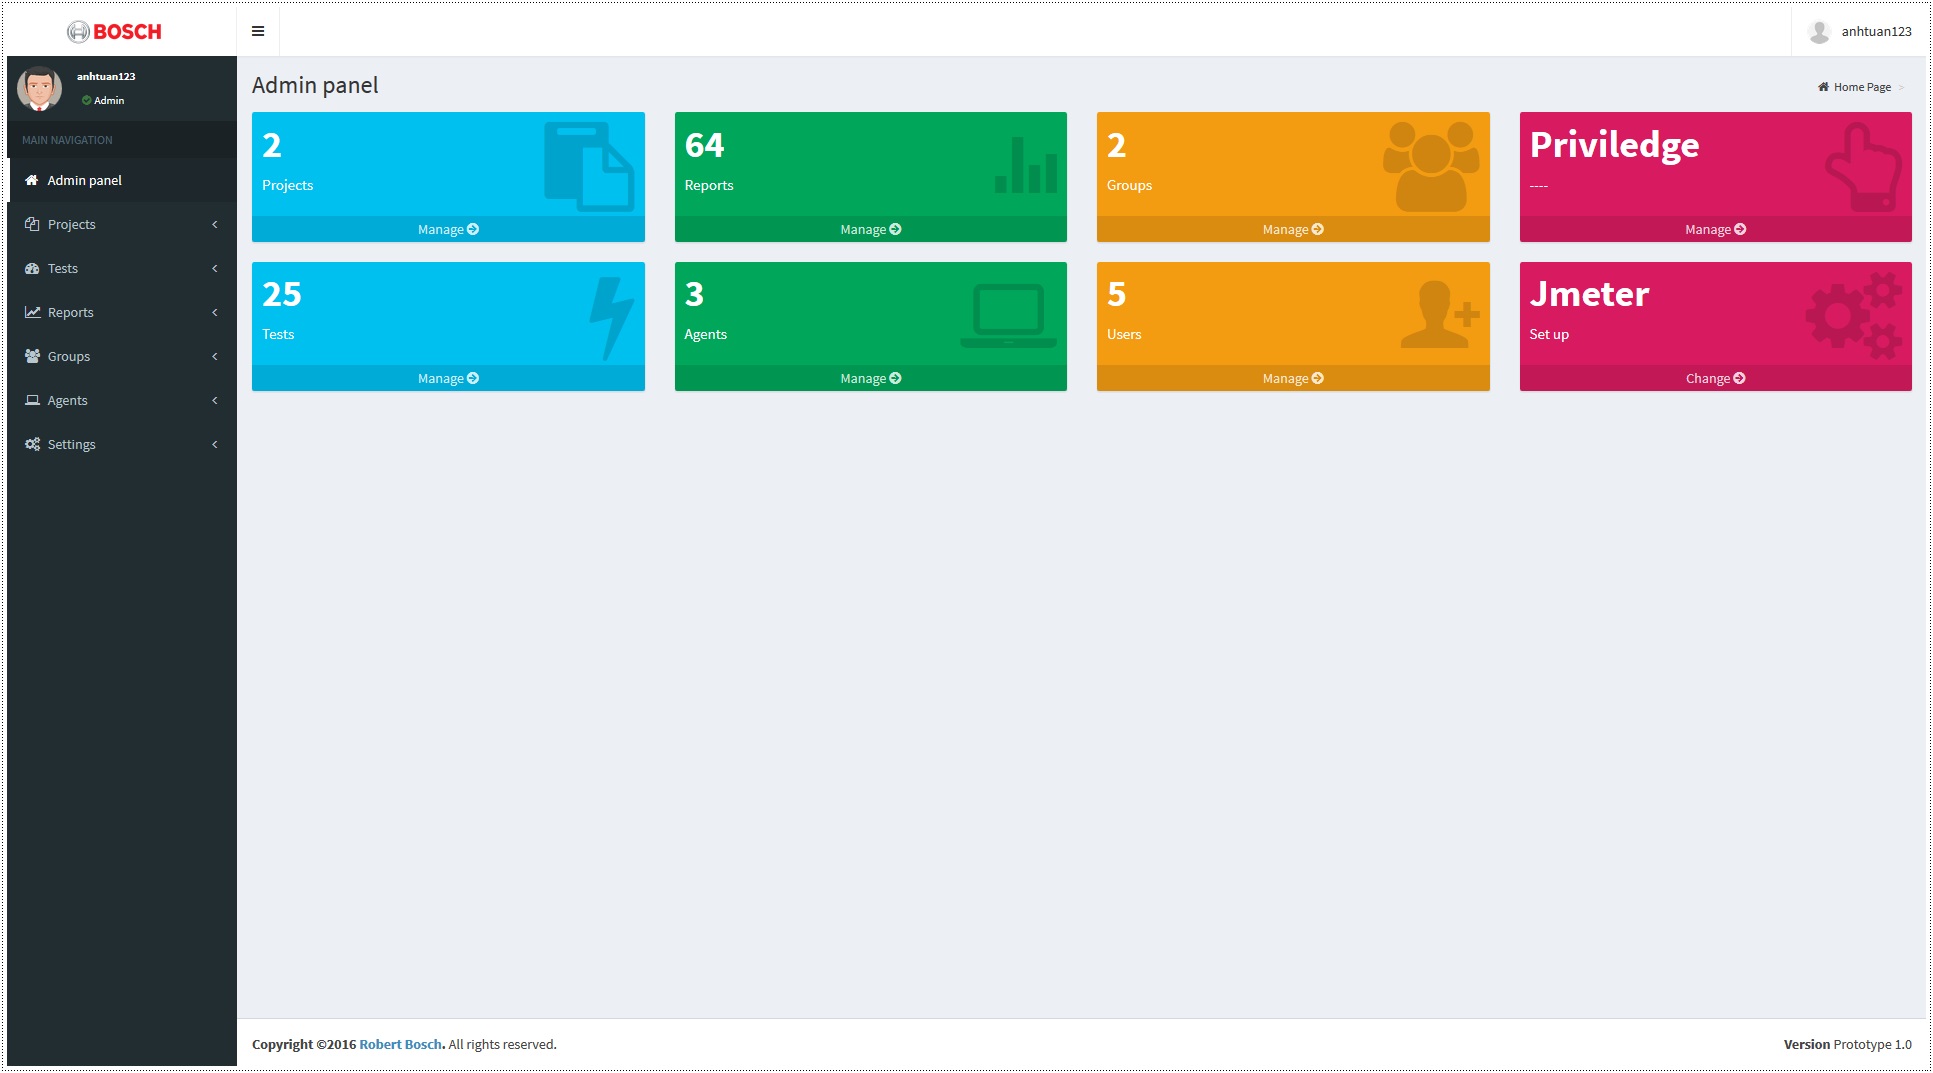 BOSCH
anhtuan123
anhtuan123
Admin
MAIN NAVIGATION
Admin panel
Projects
Tests
Reports
Groups
Agents
Settings
Admin panel
Home Page >
2
Projects
Manage
64
Reports
Manage
2
Groups
Manage
Priviledge
----
Manage
25
Tests
Manage
3
Agents
Manage
5
Users
Manage
Jmeter
Set up
Change
Copyright ©2016 Robert Bosch. All rights reserved.
Version Prototype 1.0